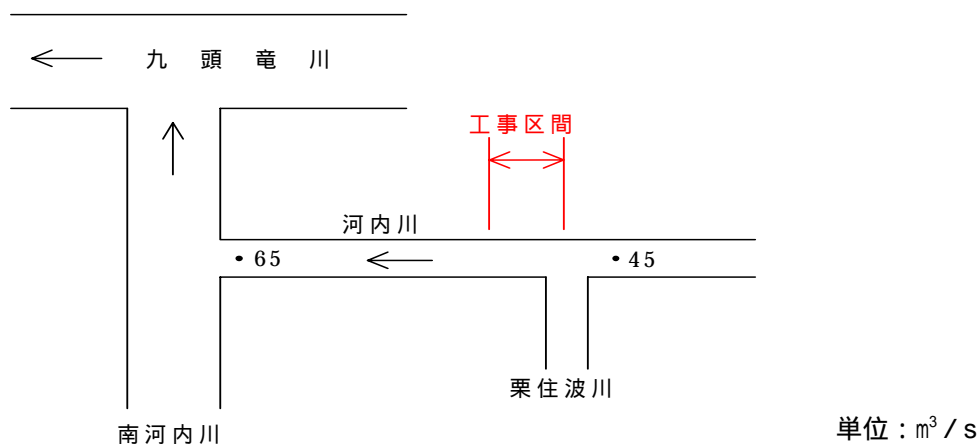 九頭竜川
工事区間
河内川
・65
・45
栗住波川
南河内川
単位：m³/s